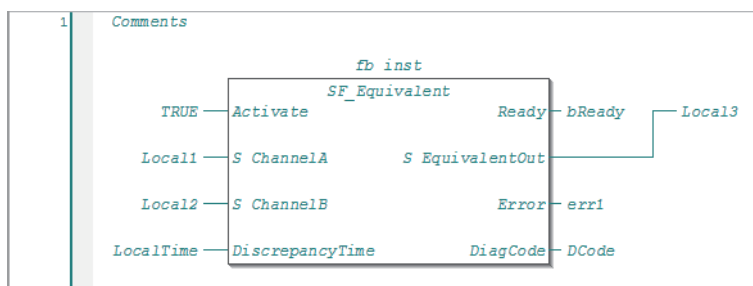 1 Comments
fb inst
SF_Equivalent
TRUE Activate Ready bReady Local3
Local1 S ChannelA S EquivalentOut
Local2 S ChannelB Error err1
LocalTime DiscrepancyTime DiagCode DCode